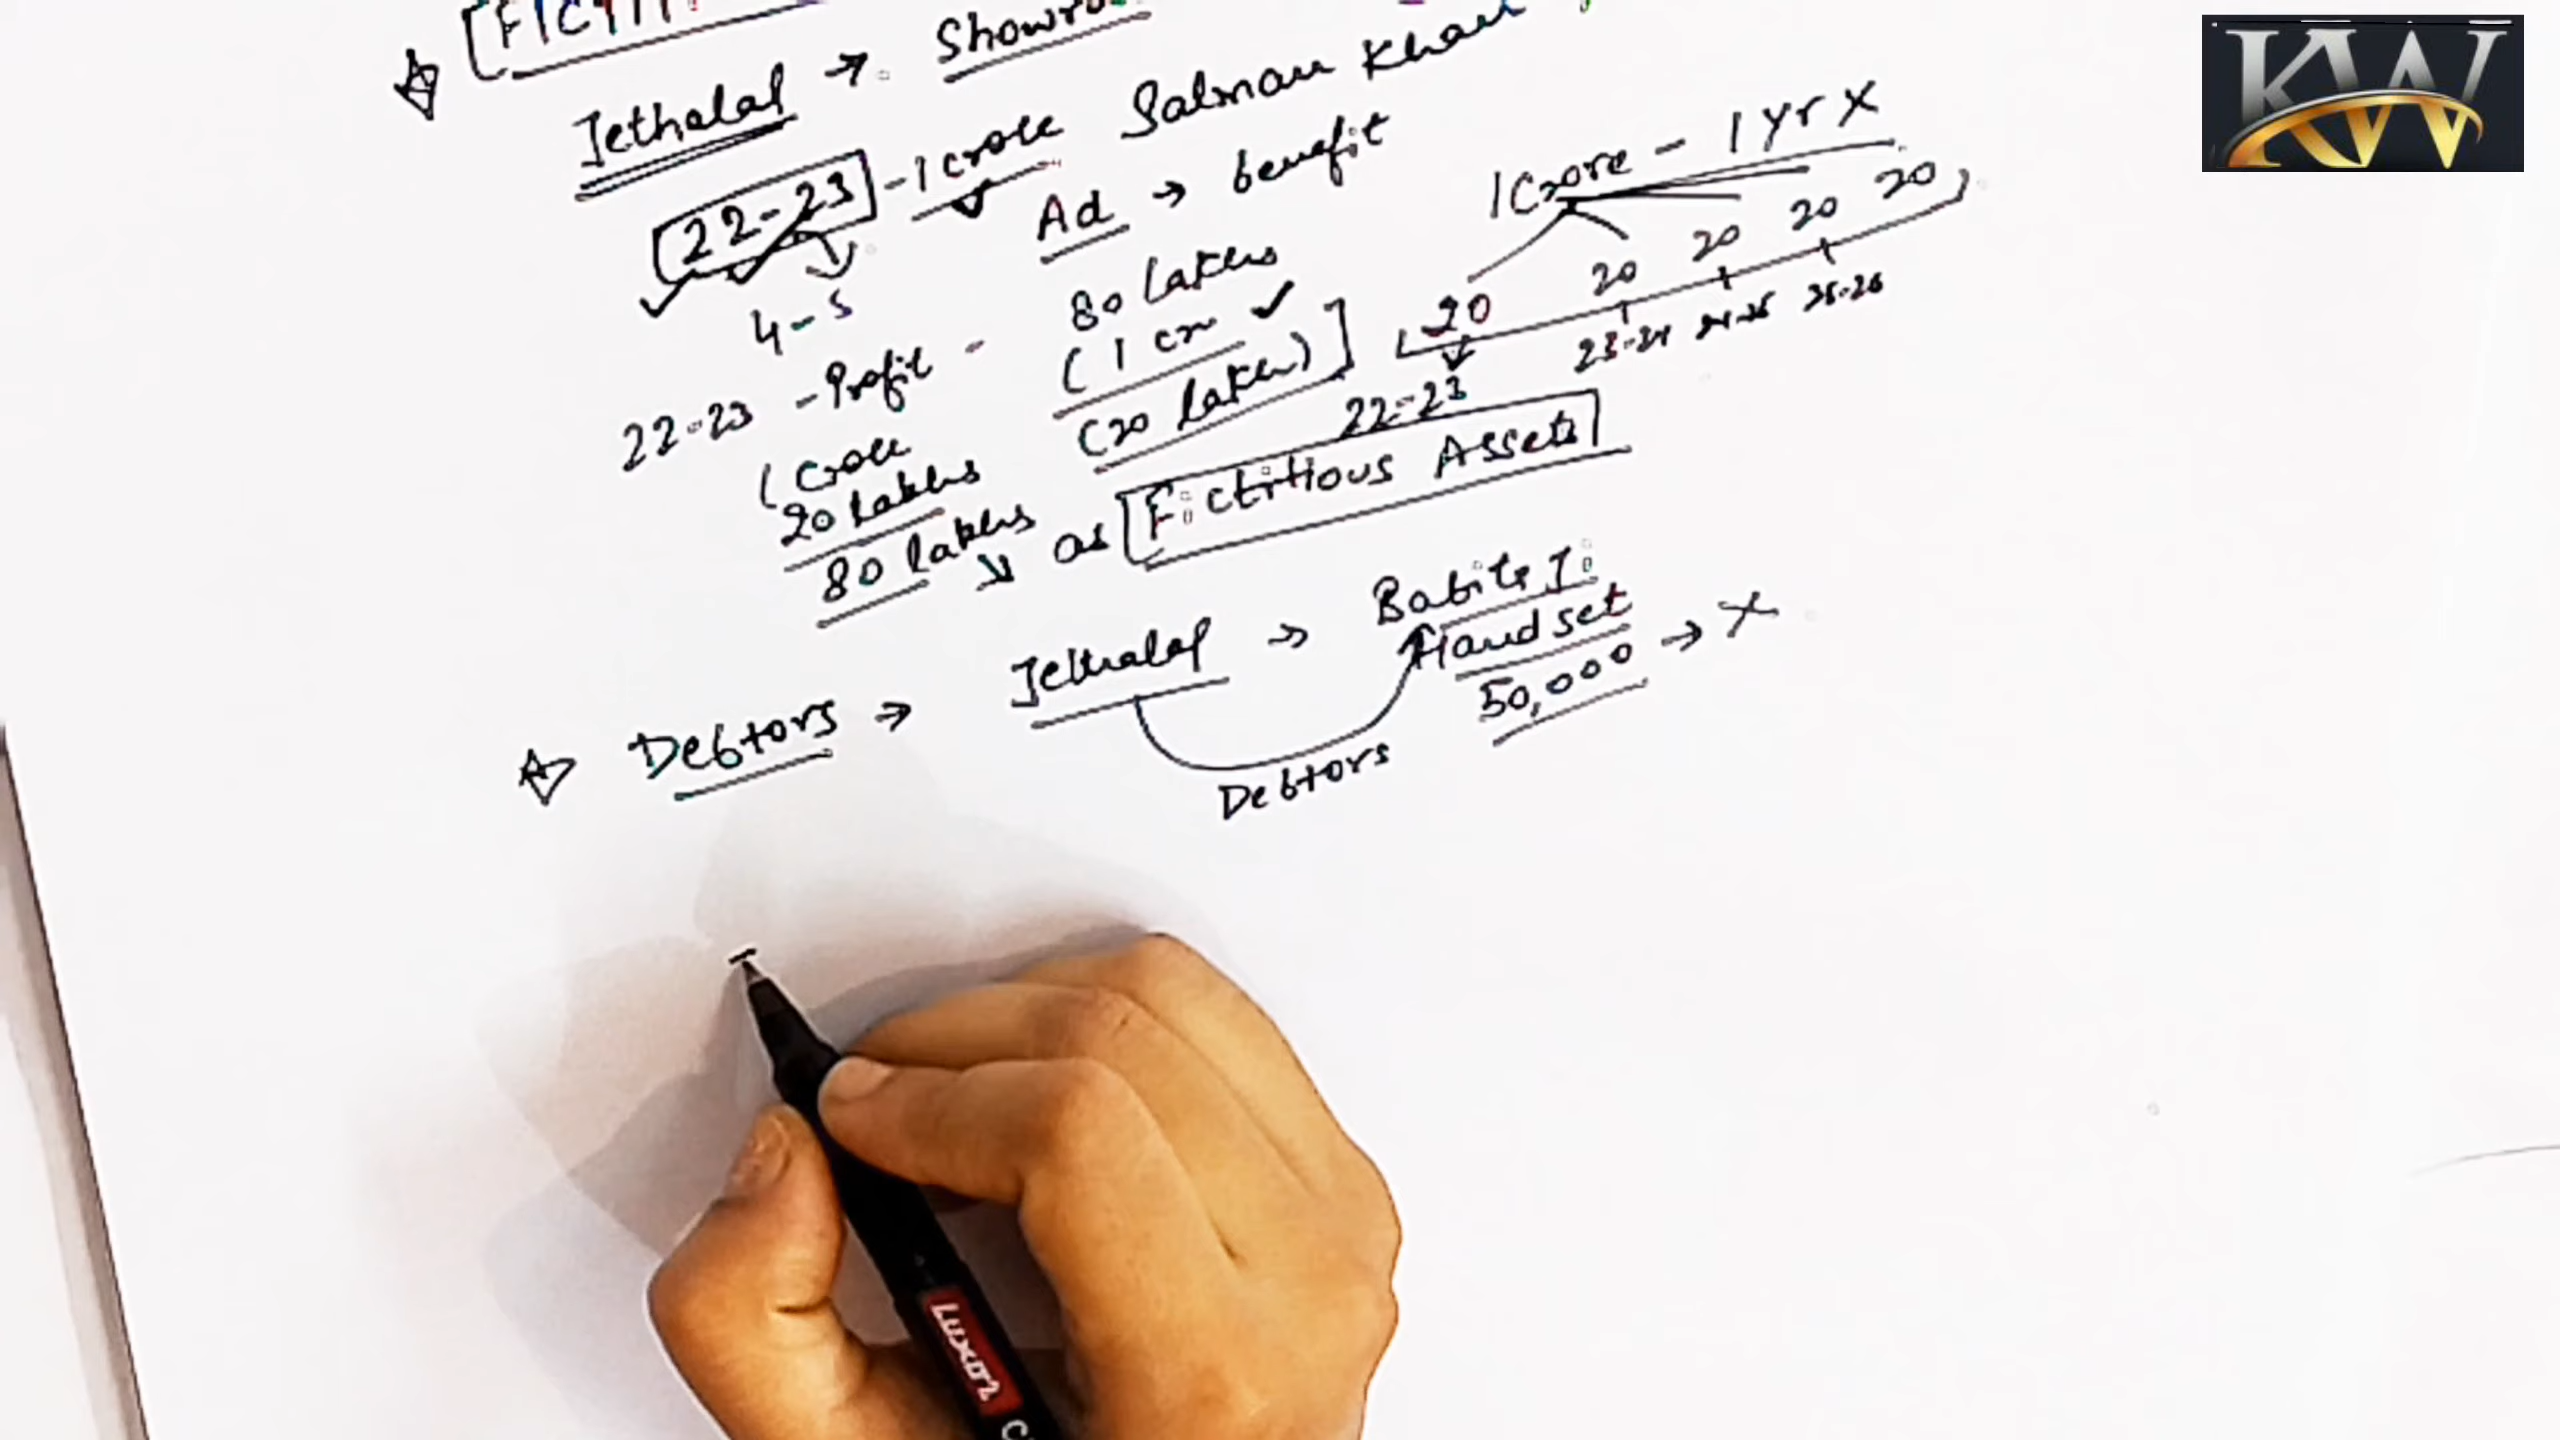 [FICTIT
Jethalal → Showro
[22-23] - 1 crore Salman Khan
4-5
Ad → benefit
1 Crore - 1 yr X
20 20 20 20 20
22-23 23-24 24-25 25-26
22-23 - Profit - 80 lakhs
(1 cr ✓
(20 lakhs)]
1 crore
20 lakhs
80 lakhs
as [Fictitious Assets]
Debtors → Jethalal → Babita Ji
Handset
50,000 → X
Debtors
KW
LUXOR